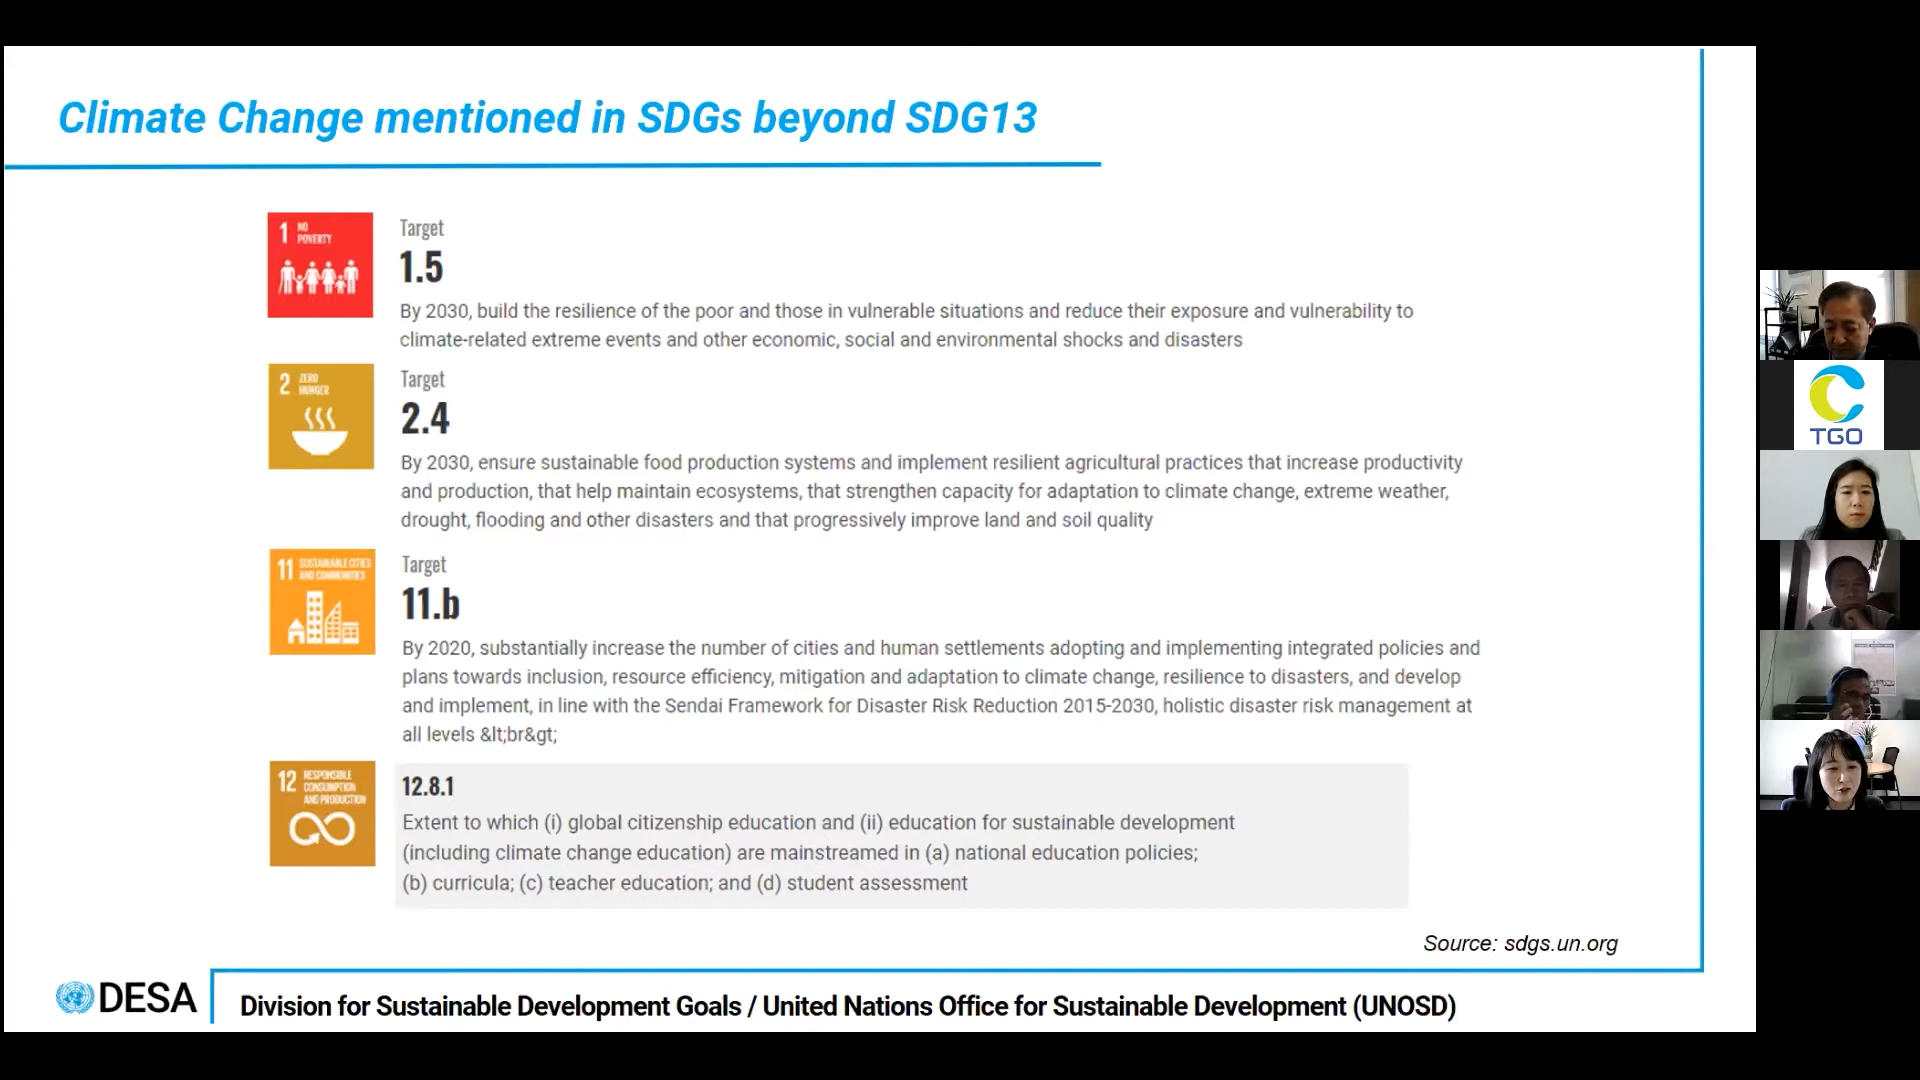 Climate Change mentioned in SDGs beyond SDG13
1 NO
POVERTY
Target
1.5
By 2030, build the resilience of the poor and those in vulnerable situations and reduce their exposure and vulnerability to
climate-related extreme events and other economic, social and environmental shocks and disasters
2 ZERO
HUNGER
Target
2.4
By 2030, ensure sustainable food production systems and implement resilient agricultural practices that increase productivity
and production, that help maintain ecosystems, that strengthen capacity for adaptation to climate change, extreme weather,
drought, flooding and other disasters and that progressively improve land and soil quality
11 SUSTAINABLE CITIES
AND COMMUNITIES
Target
11.b
By 2020, substantially increase the number of cities and human settlements adopting and implementing integrated policies and
plans towards inclusion, resource efficiency, mitigation and adaptation to climate change, resilience to disasters, and develop
and implement, in line with the Sendai Framework for Disaster Risk Reduction 2015-2030, holistic disaster risk management at
all levels &lt;br&gt;
12 RESPONSIBLE
CONSUMPTION
AND PRODUCTION
12.8.1
Extent to which (i) global citizenship education and (ii) education for sustainable development
(including climate change education) are mainstreamed in (a) national education policies;
(b) curricula; (c) teacher education; and (d) student assessment
Source: sdgs.un.org
DESA
Division for Sustainable Development Goals / United Nations Office for Sustainable Development (UNOSD)
TGO